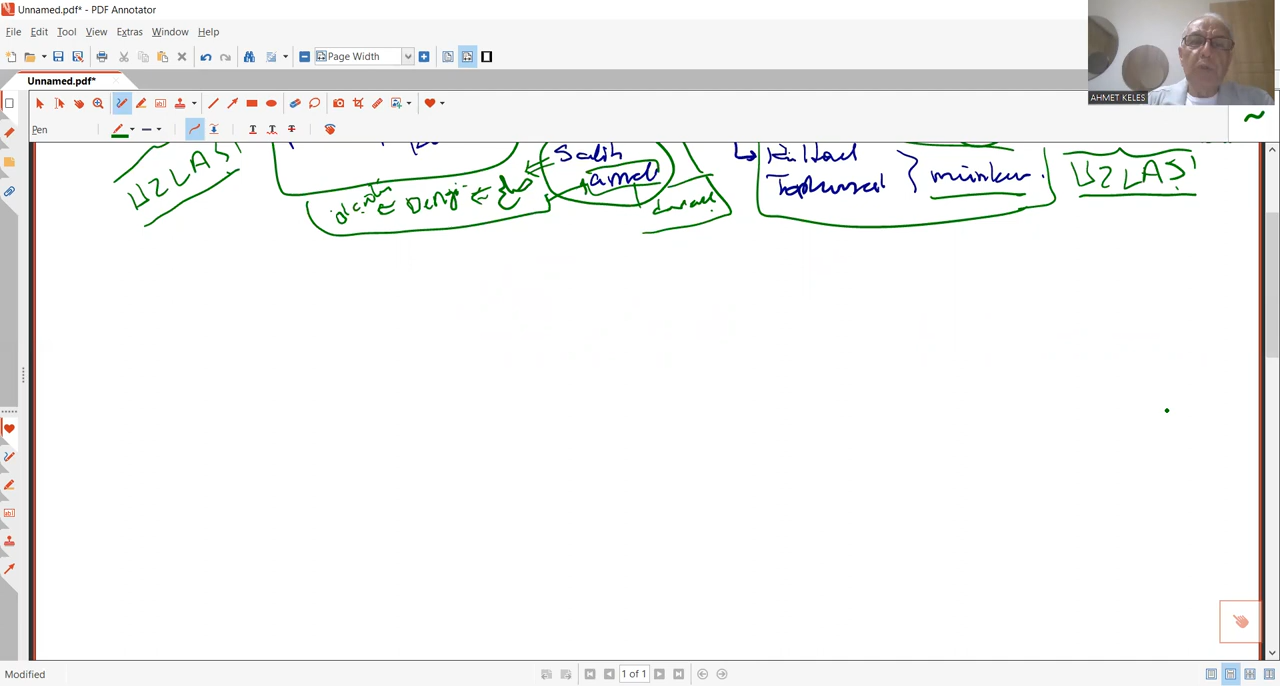 Unnamed.pdf* - PDF Annotator
File Edit Tool View Extras Window Help
Page Width
Unnamed.pdf*
Pen
AHMET KELES
UZLAŞI
Salih
amel
Kültürel
Toplumsal
münker.
UZLAŞI
Modified
1 of 1